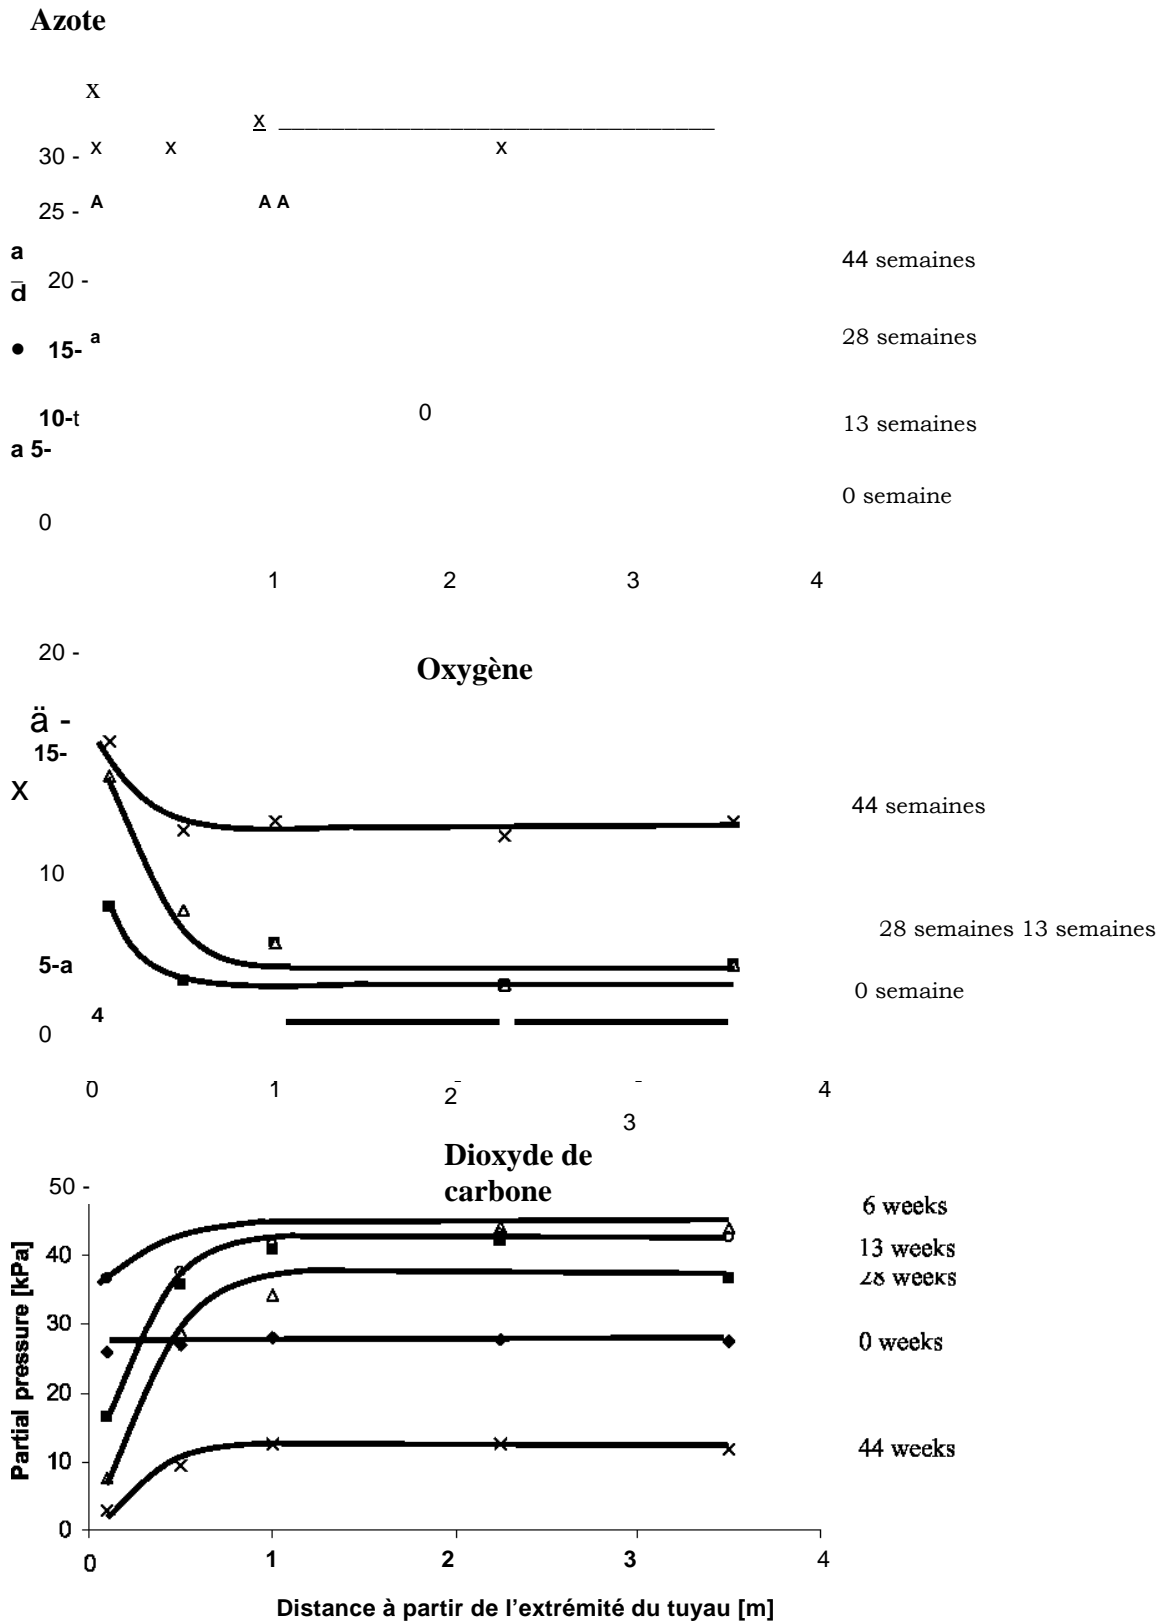 Azote
x
x
30 - x x x
25 - A A A
a
d 20 -
44 semaines
• 15- a
28 semaines
10-t 0
13 semaines
a 5-
0 semaine
0
1 2 3 4
20 -
Oxygène
ä -
15-
x
44 semaines
10
28 semaines 13 semaines
5-a
0 semaine
4
0
0 1 2 3 4
Dioxyde de
carbone
50 -
6 weeks
40
13 weeks
28 weeks
30
0 weeks
20
10
44 weeks
0
Partial pressure [kPa]
0 1 2 3 4
Distance à partir de l'extrémité du tuyau [m]